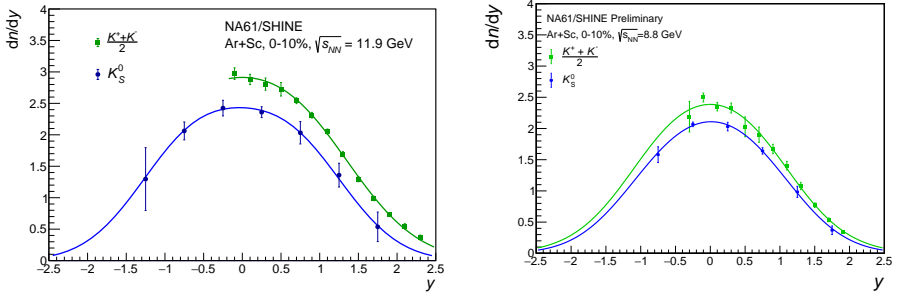 dn/dy
NA61/SHINE
Ar+Sc, 0-10%, √s_NN = 11.9 GeV
K⁺+K⁻
2
K⁰_S
4
3.5
3
2.5
2
1.5
1
0.5
0
−2.5 −2 −1.5 −1 −0.5 0 0.5 1 1.5 2 2.5
y
dn/dy
NA61/SHINE Preliminary
Ar+Sc, 0-10%, √s_NN=8.8 GeV
K⁺ + K⁻
2
K⁰_S
4
3.5
3
2.5
2
1.5
1
0.5
0
−2.5 −2 −1.5 −1 −0.5 0 0.5 1 1.5 2 2.5
y